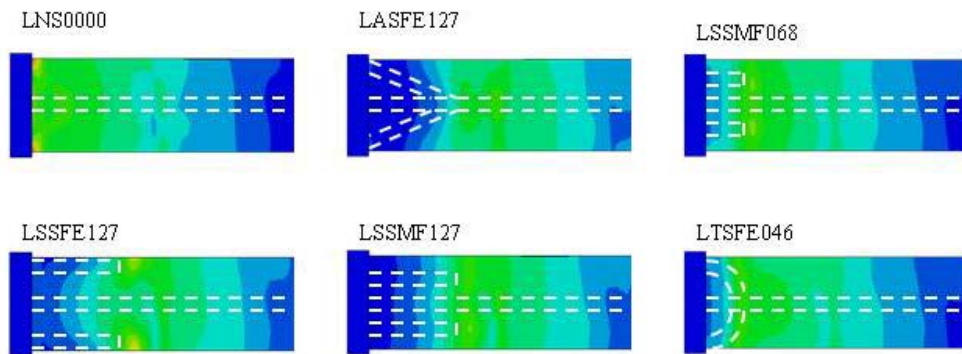 LNS0000
LASFE127
LSSMF068
LSSFE127
LSSMF127
LTSFE046